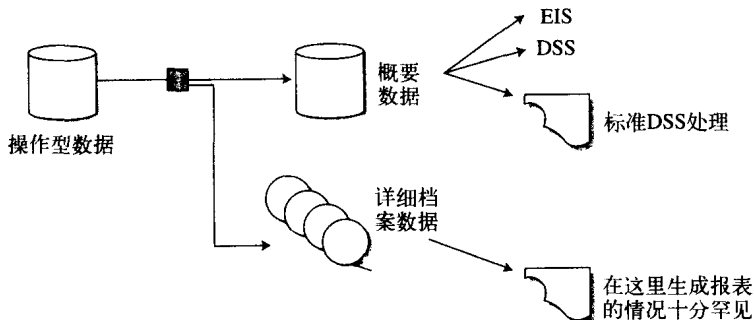 EIS
DSS
概要
数据
标准DSS处理
操作型数据
详细档
案数据
在这里生成报表
的情况十分罕见